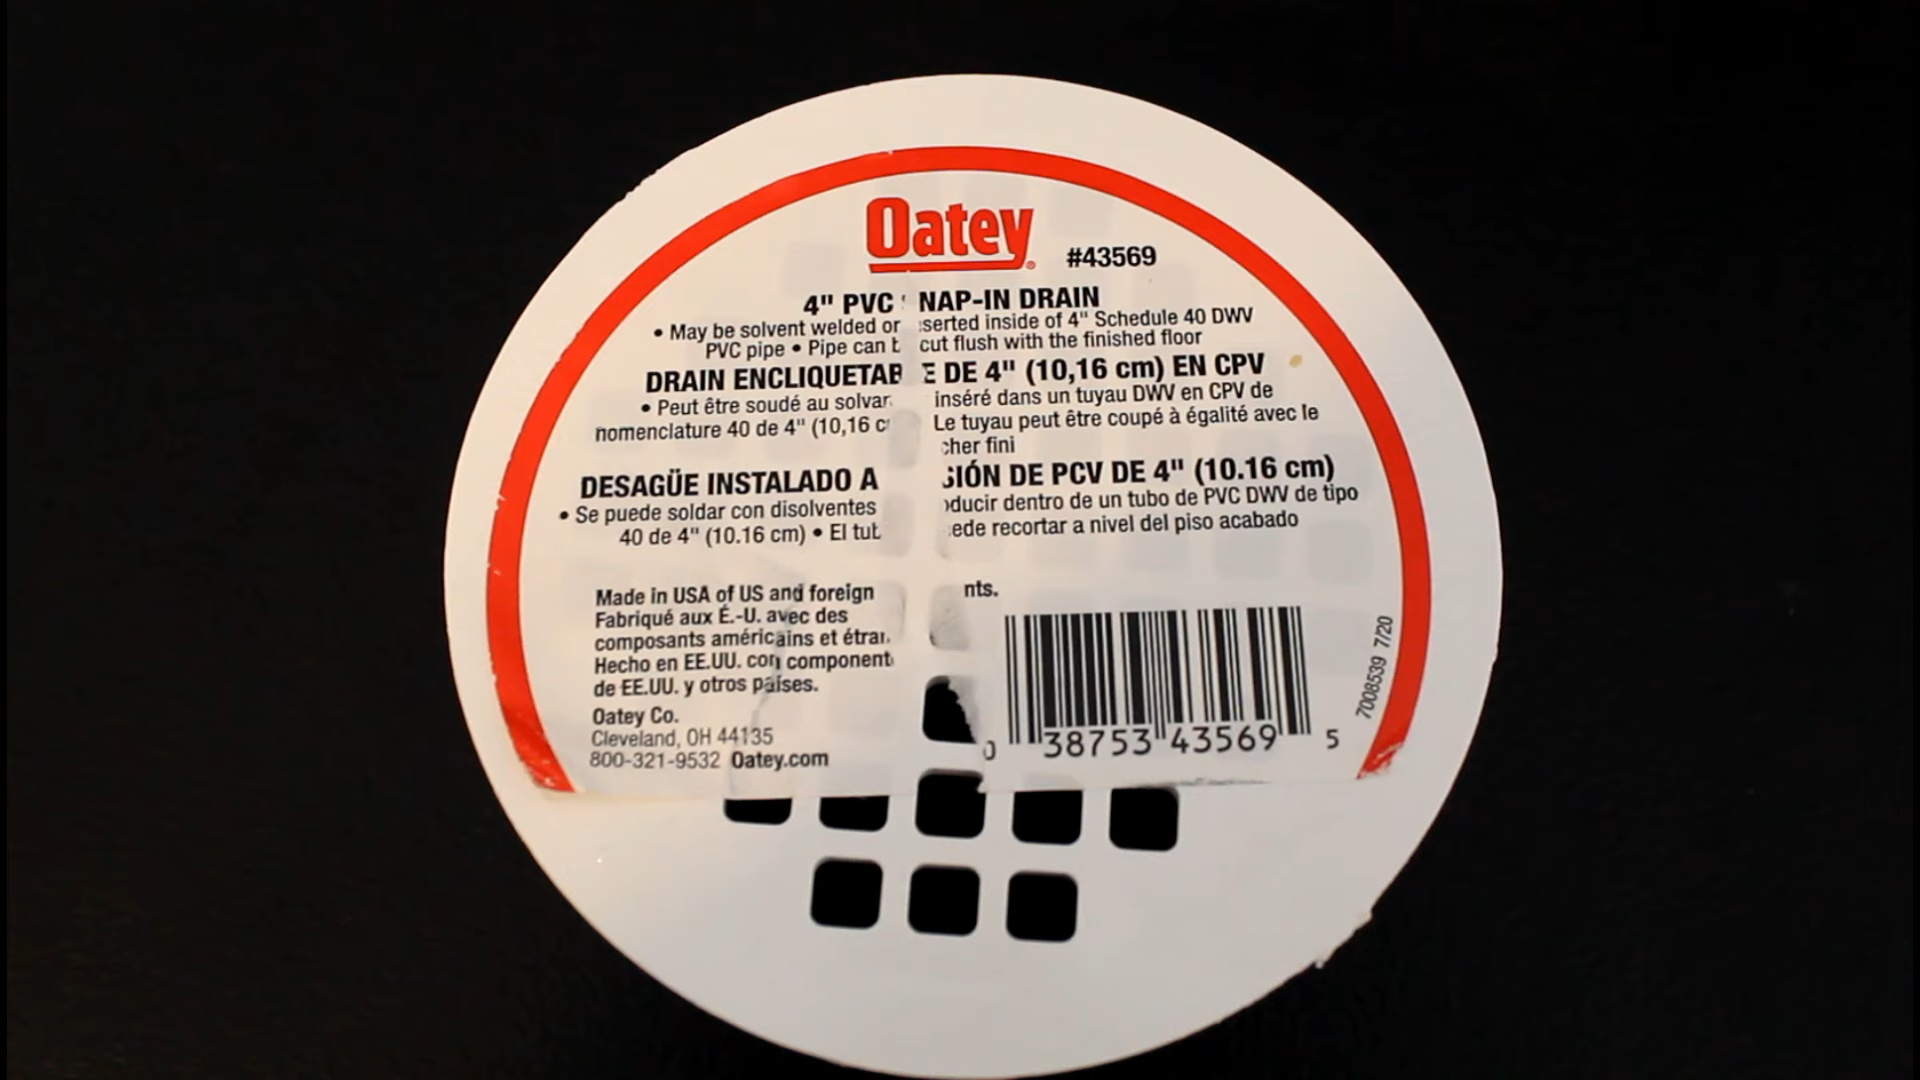 Oatey #43569
4" PVC NAP-IN DRAIN
• May be solvent welded or serted inside of 4" Schedule 40 DWV
PVC pipe • Pipe can cut flush with the finished floor
DRAIN ENCLIQUETAB E DE 4" (10,16 cm) EN CPV
• Peut être soudé au solvan inséré dans un tuyau DWV en CPV de
nomenclature 40 de 4" (10,16 c Le tuyau peut être coupé à égalité avec le
cher fini
DESAGÜE INSTALADO A SIÓN DE PCV DE 4" (10.16 cm)
• Se puede soldar con disolventes oducir dentro de un tubo de PVC DWV de tipo
40 de 4" (10.16 cm) • El tub ede recortar a nivel del piso acabado
Made in USA of US and foreign nts.
Fabriqué aux É.-U. avec des
composants américains et étran
Hecho en EE.UU. con component
de EE.UU. y otros países.
Oatey Co.
Cleveland, OH 44135
800-321-9532 Oatey.com
0 38753 43569 5
7008539 7/20